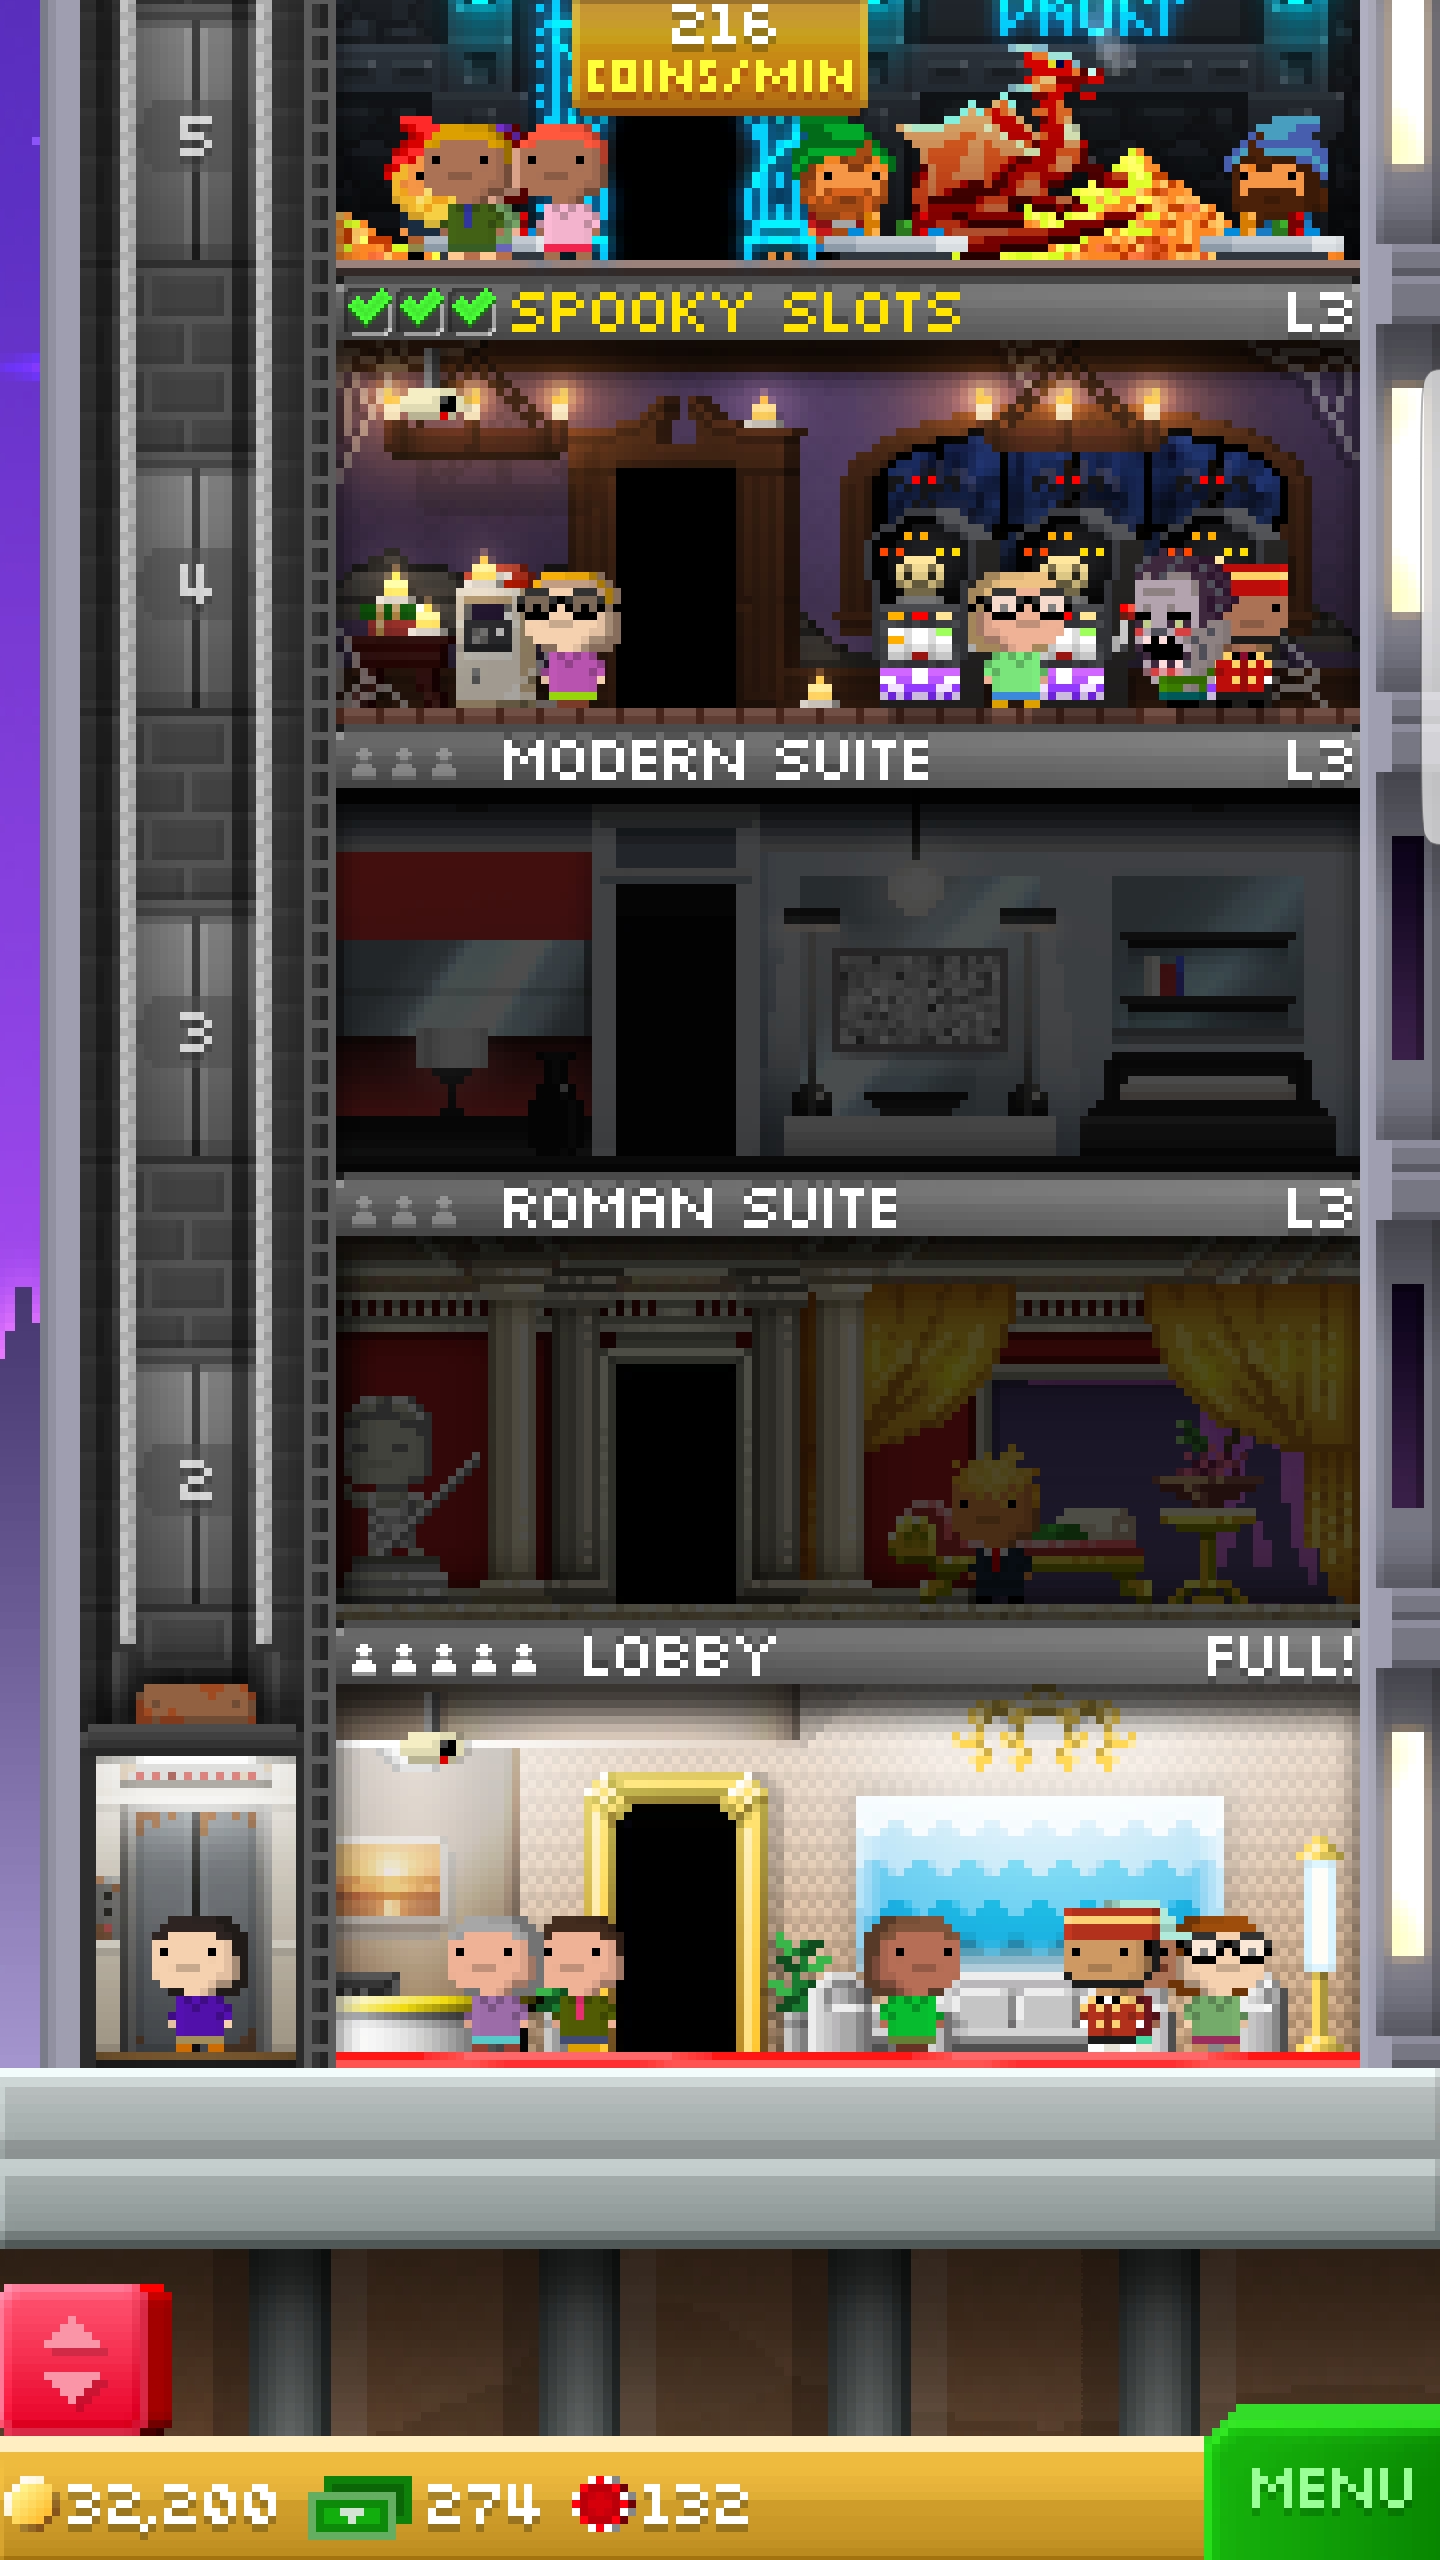 216
COINS/MIN
5
SPOOKY SLOTS L3
4
MODERN SUITE L3
3
ROMAN SUITE L3
2
LOBBY FULL!
32,200 274 132
MENU